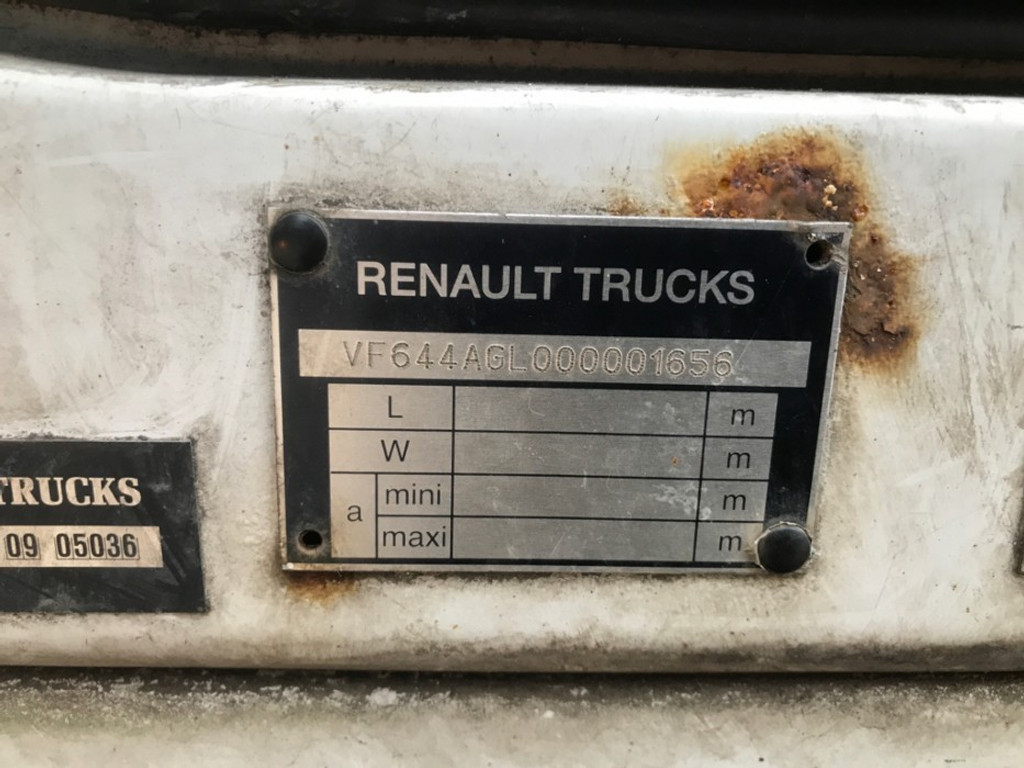 RENAULT TRUCKS
VF644AGL000001656
L m
W m
a mini m
maxi m
TRUCKS
09 05036